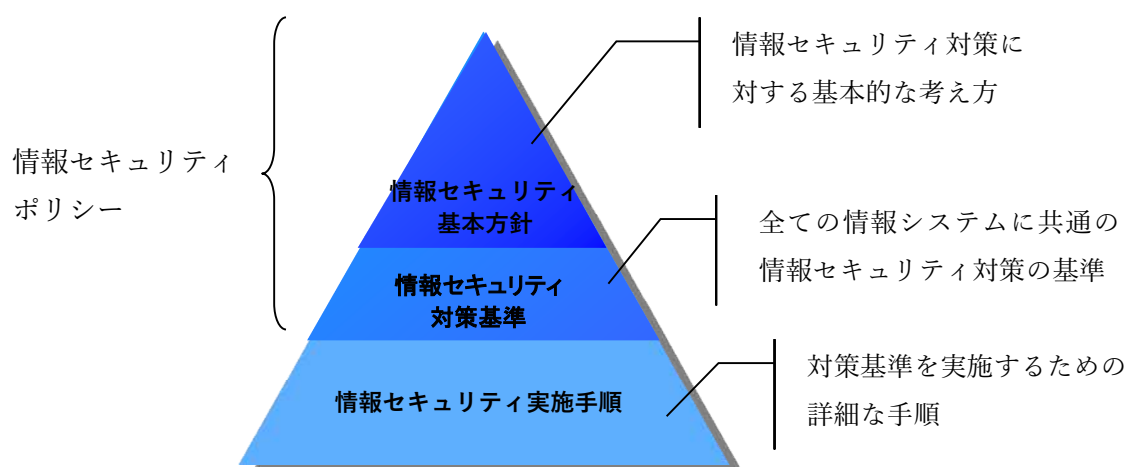 情報セキュリティ対策に
対する基本的な考え方
情報セキュリティ
ポリシー
情報セキュリティ
基本方針
全ての情報システムに共通の
情報セキュリティ対策の基準
情報セキュリティ
対策基準
対策基準を実施するための
詳細な手順
情報セキュリティ実施手順